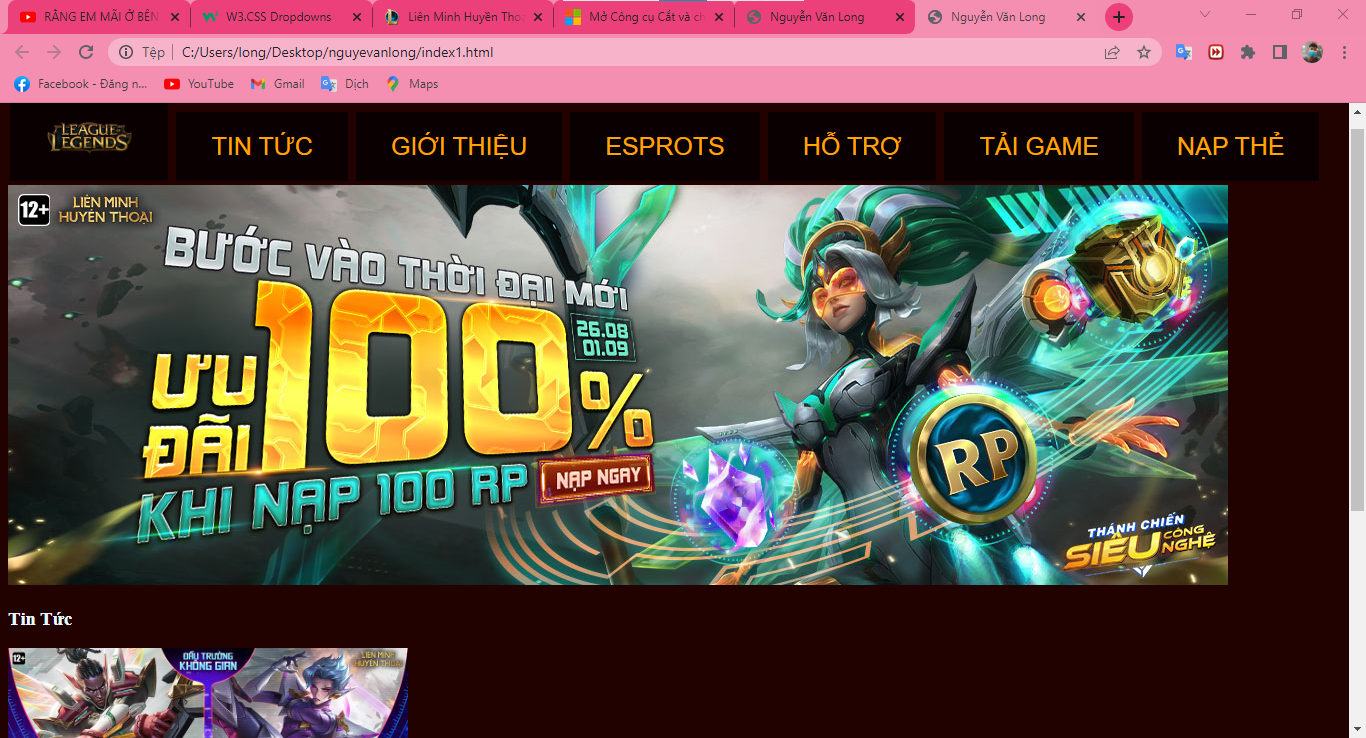 RĂNG EM MÃI Ở BÊN
W3.CSS Dropdowns
Liên Minh Huyền Tho
Mở Công cụ Cắt và ch
Nguyễn Văn Long
Nguyễn Văn Long
Tệp
C:/Users/long/Desktop/nguyevanlong/index1.html
Facebook - Đăng n...
YouTube
Gmail
Dịch
Maps
LEAGUE OF LEGENDS
TIN TỨC
GIỚI THIỆU
ESPROTS
HỖ TRỢ
TẢI GAME
NẠP THẺ
12+
LIÊN MINH
HUYỀN THOẠI
BƯỚC VÀO THỜI ĐẠI MỚI
26.08
01.09
ƯU
ĐÃI
100%
KHI NẠP 100 RP
NẠP NGAY
RP
THÁNH CHIẾN
SIÊU CÔNG
NGHỆ
Tin Tức
12+
ĐẤU TRƯỜNG
KHÔNG GIAN
LIÊN MINH
HUYỀN THOẠI